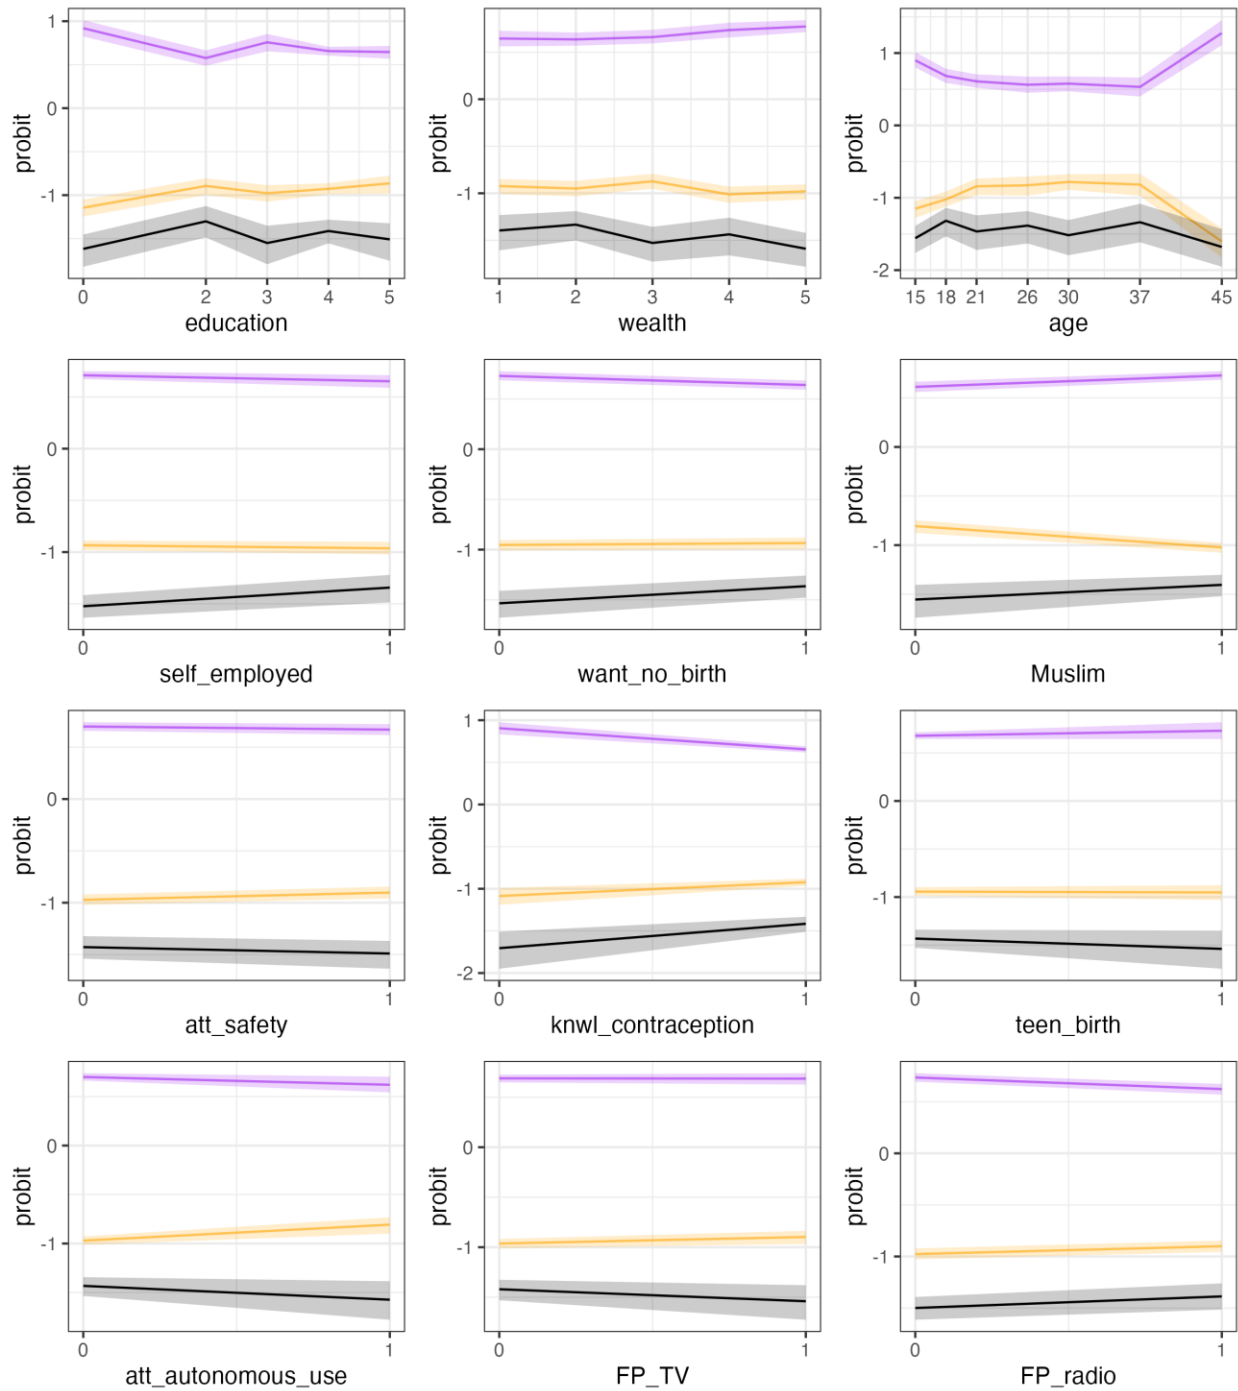 probit
1
0
-1
0 2 3 4 5
education
probit
0
-1
1 2 3 4 5
wealth
probit
1
0
-1
-2
15 18 21 26 30 37 45
age
probit
0
-1
0 1
self_employed
probit
0
-1
0 1
want_no_birth
probit
0
-1
0 1
Muslim
probit
0
-1
0 1
att_safety
probit
1
0
-1
-2
0 1
knwl_contraception
probit
0
-1
0 1
teen_birth
probit
0
-1
0 1
att_autonomous_use
probit
0
-1
0 1
FP_TV
probit
0
-1
0 1
FP_radio